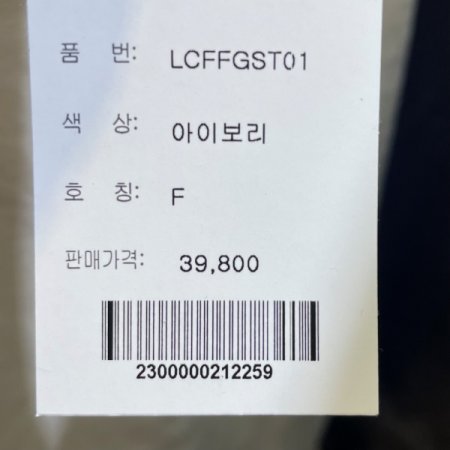 품 번: LCFFGST01
색 상: 아이보리
호 칭: F
판매가격: 39,800
2300000212259